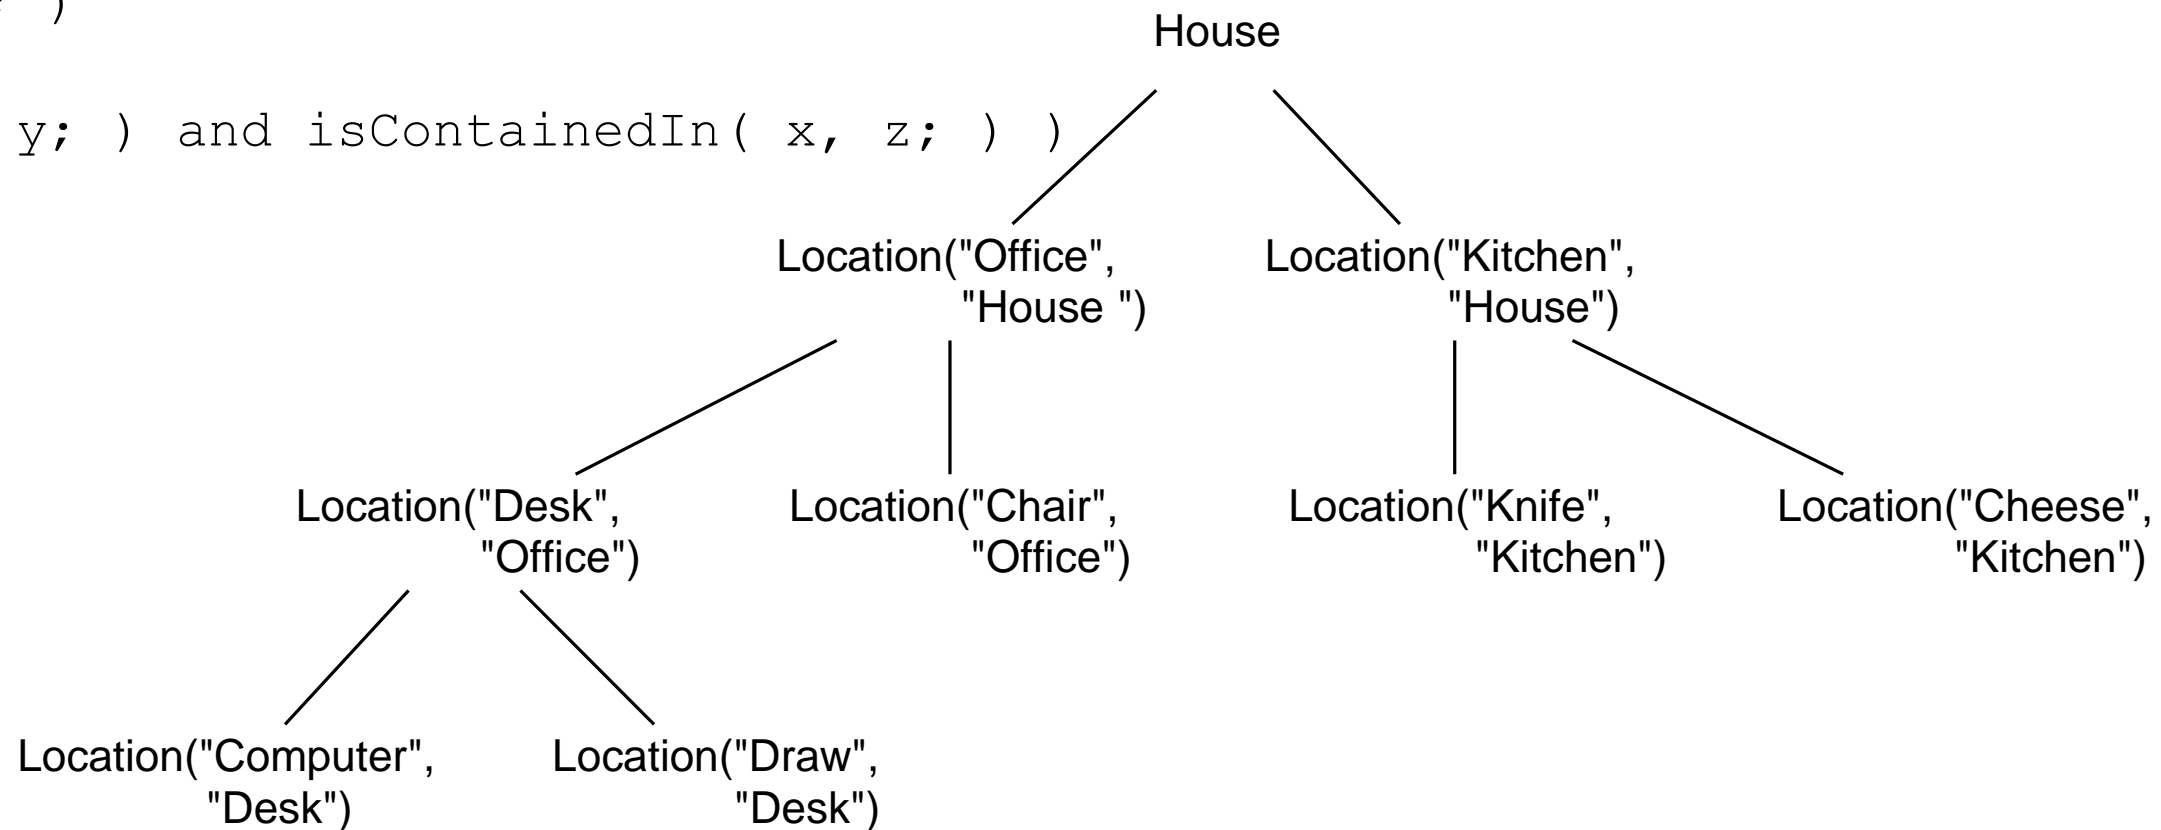 )
House
y; ) and isContainedIn( x, z; ) )
Location("Office",
"House ")
Location("Kitchen",
"House")
Location("Desk",
"Office")
Location("Chair",
"Office")
Location("Knife",
"Kitchen")
Location("Cheese",
"Kitchen")
Location("Computer",
"Desk")
Location("Draw",
"Desk")